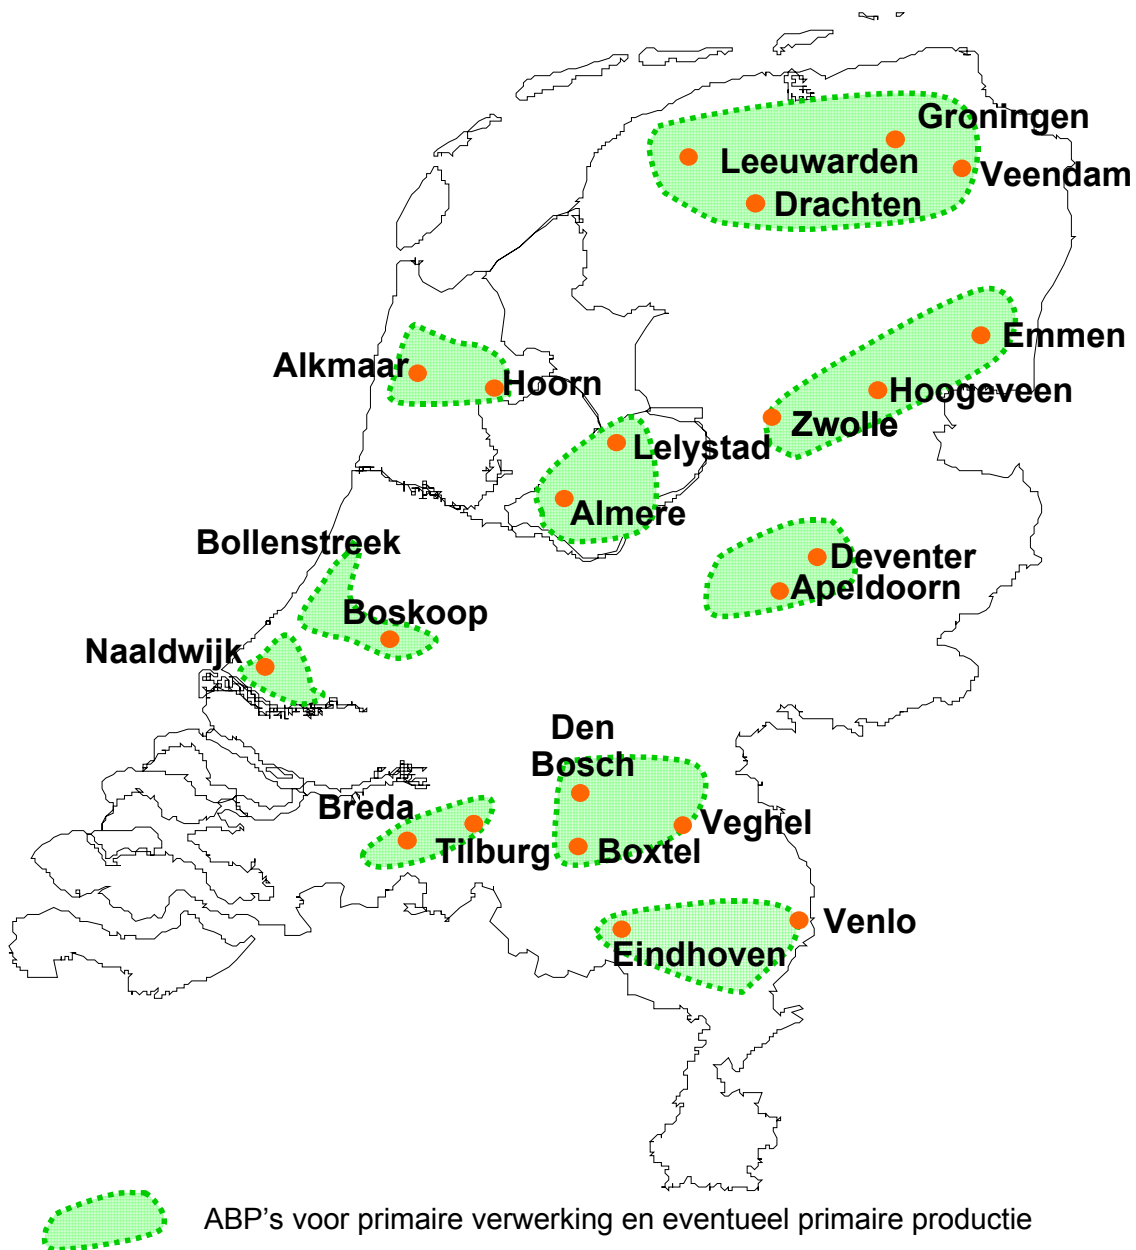 Groningen
Leeuwarden
Veendam
Drachten
Emmen
Alkmaar
Hoorn
Hoogeveen
Zwolle
Lelystad
Almere
Bollenstreek
Deventer
Apeldoorn
Boskoop
Naaldwijk
Den
Bosch
Breda
Tilburg
Boxtel
Veghel
Venlo
Eindhoven
ABP's voor primaire verwerking en eventueel primaire productie